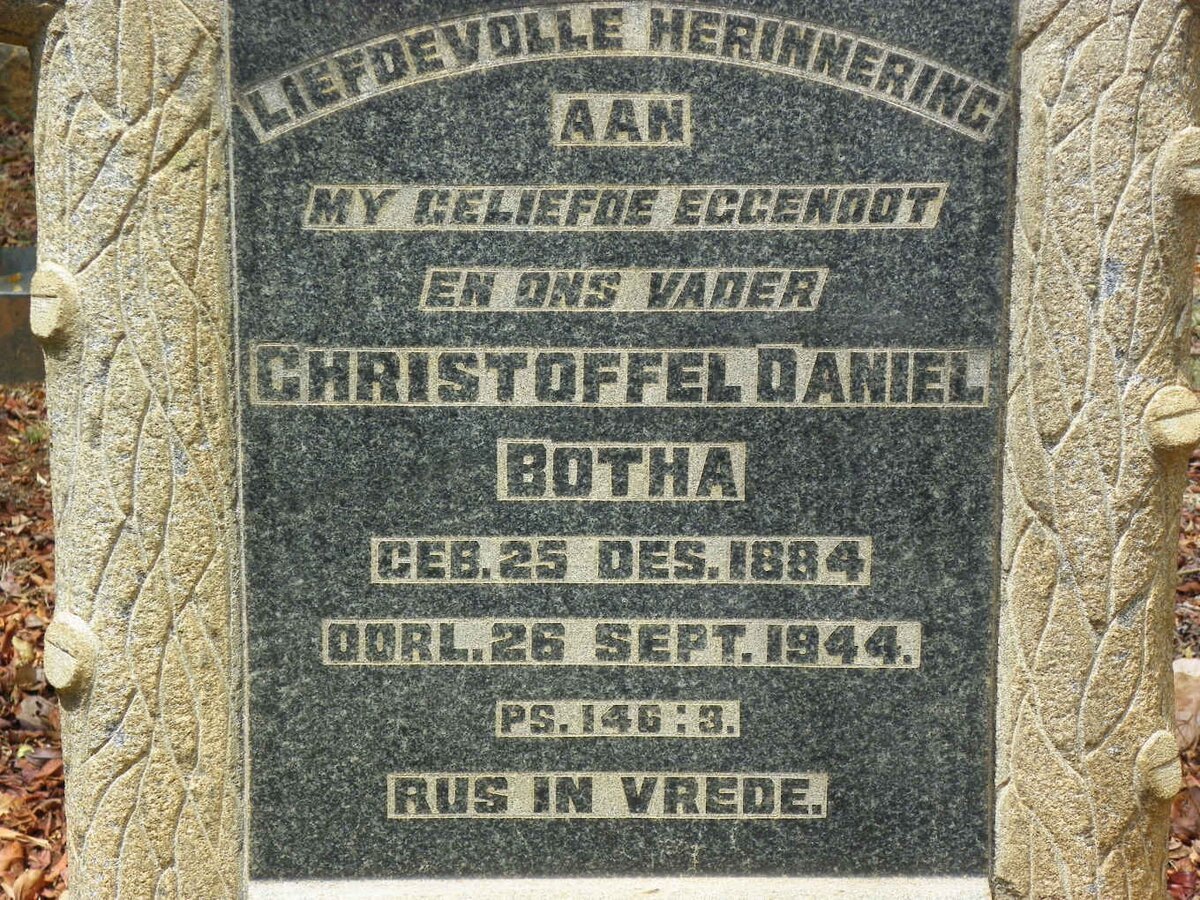 LIEFDEVOLLE HERINNERING
AAN
MY GELIEFDE EGGENOOT
EN ONS VADER
CHRISTOFFEL DANIEL
BOTHA
GEB. 25 DES. 1884
OORL. 26 SEPT. 1944.
PS. 146:3.
RUS IN VREDE.